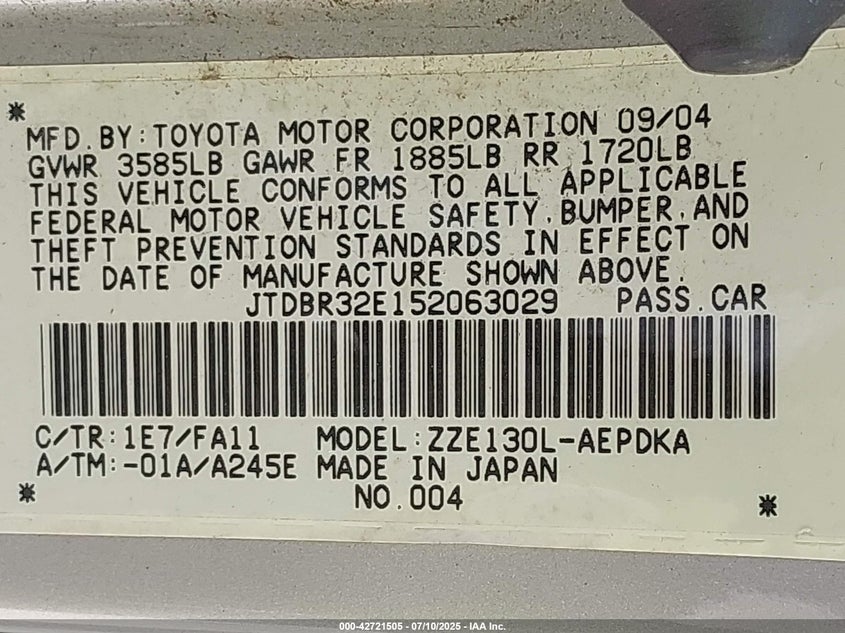 MFD.BY:TOYOTA MOTOR CORPORATION 09/04
GVWR 3585LB GAWR FR 1885LB RR 1720LB
THIS VEHICLE CONFORMS TO ALL APPLICABLE
FEDERAL MOTOR VEHICLE SAFETY,BUMPER,AND
THEFT PREVENTION STANDARDS IN EFFECT ON
THE DATE OF MANUFACTURE SHOWN ABOVE.
JTDBR32E152063029 PASS.CAR
C/TR:1E7/FA11 MODEL:ZZE130L-AEPDKA
A/TM:-01A/A245E MADE IN JAPAN
NO.004
000-42721505 - 07/10/2025 - IAA Inc.